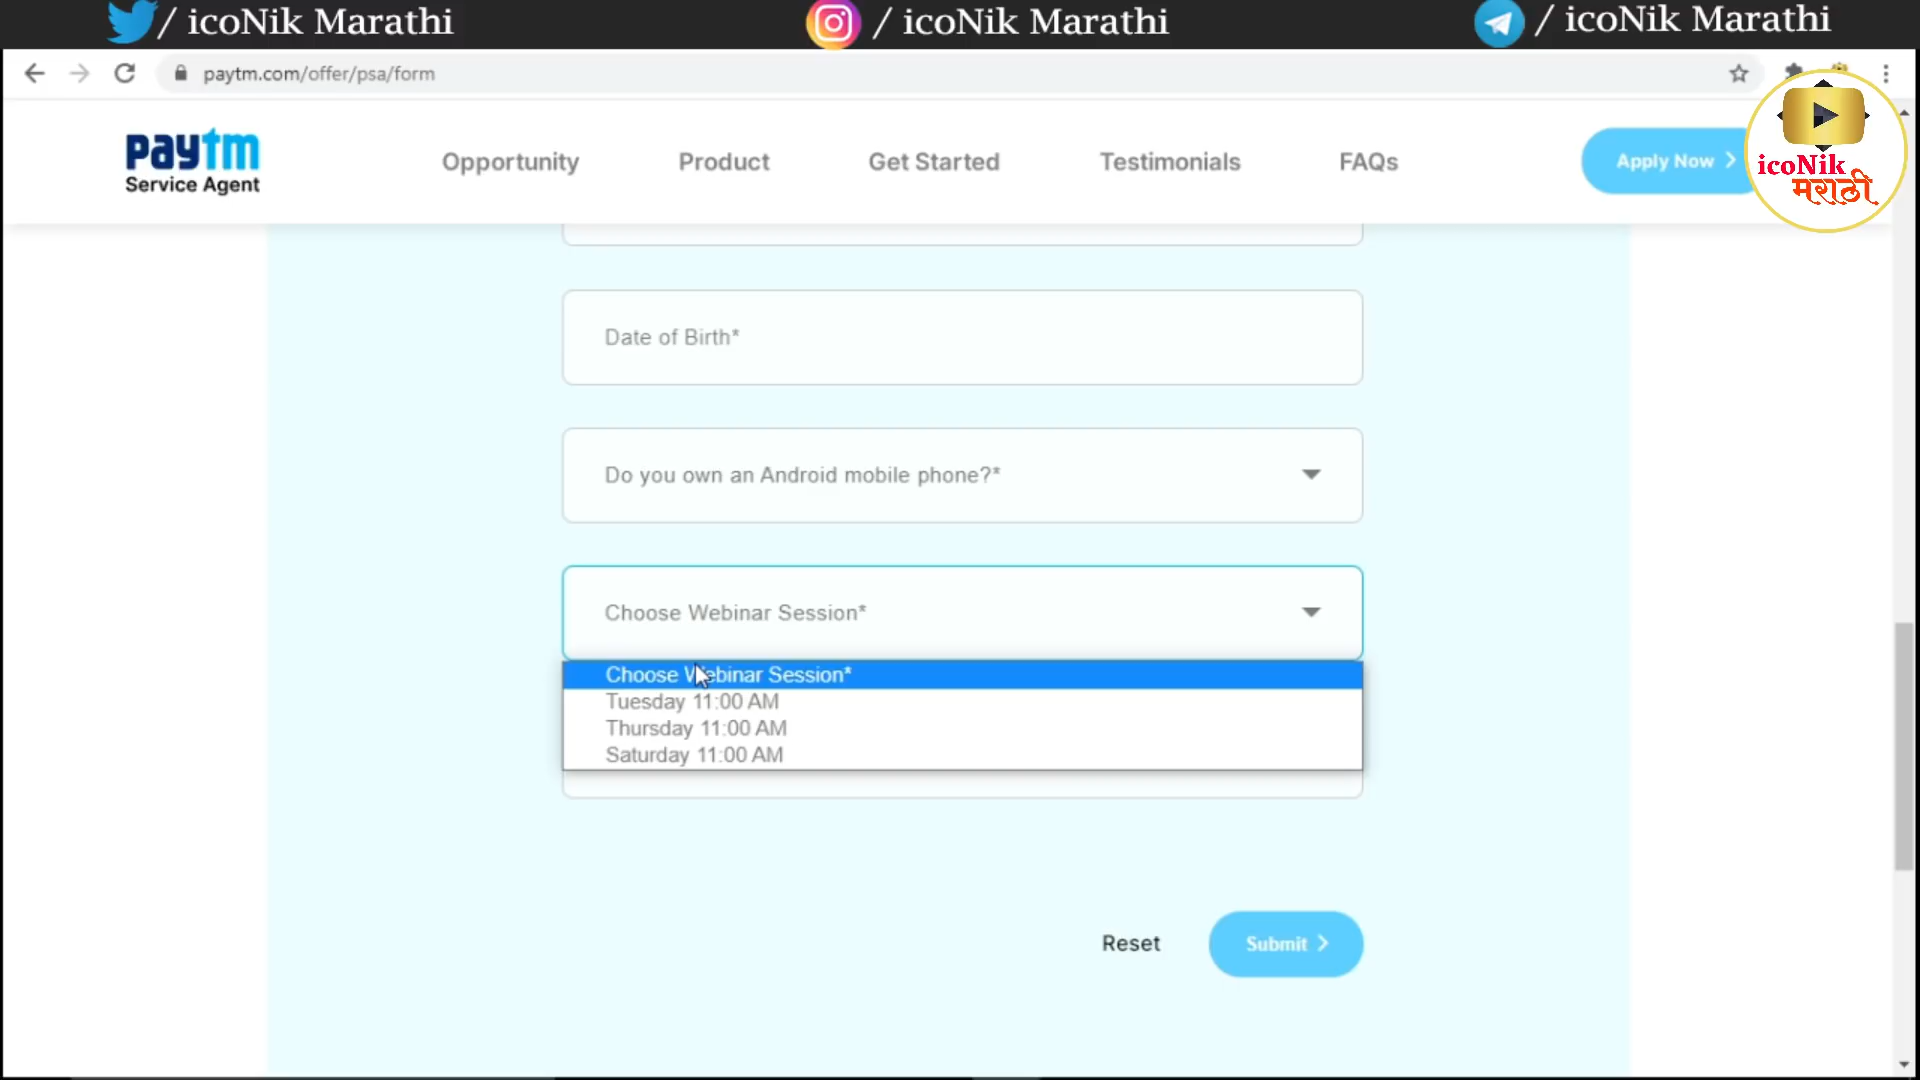 / icoNik Marathi
/ icoNik Marathi
/ icoNik Marathi
paytm.com/offer/psa/form
paytm
Service Agent
Opportunity
Product
Get Started
Testimonials
FAQs
Apply Now
icoNik
मराठी
Date of Birth*
Do you own an Android mobile phone?*
Choose Webinar Session*
Choose Webinar Session*
Tuesday 11:00 AM
Thursday 11:00 AM
Saturday 11:00 AM
Reset
Submit